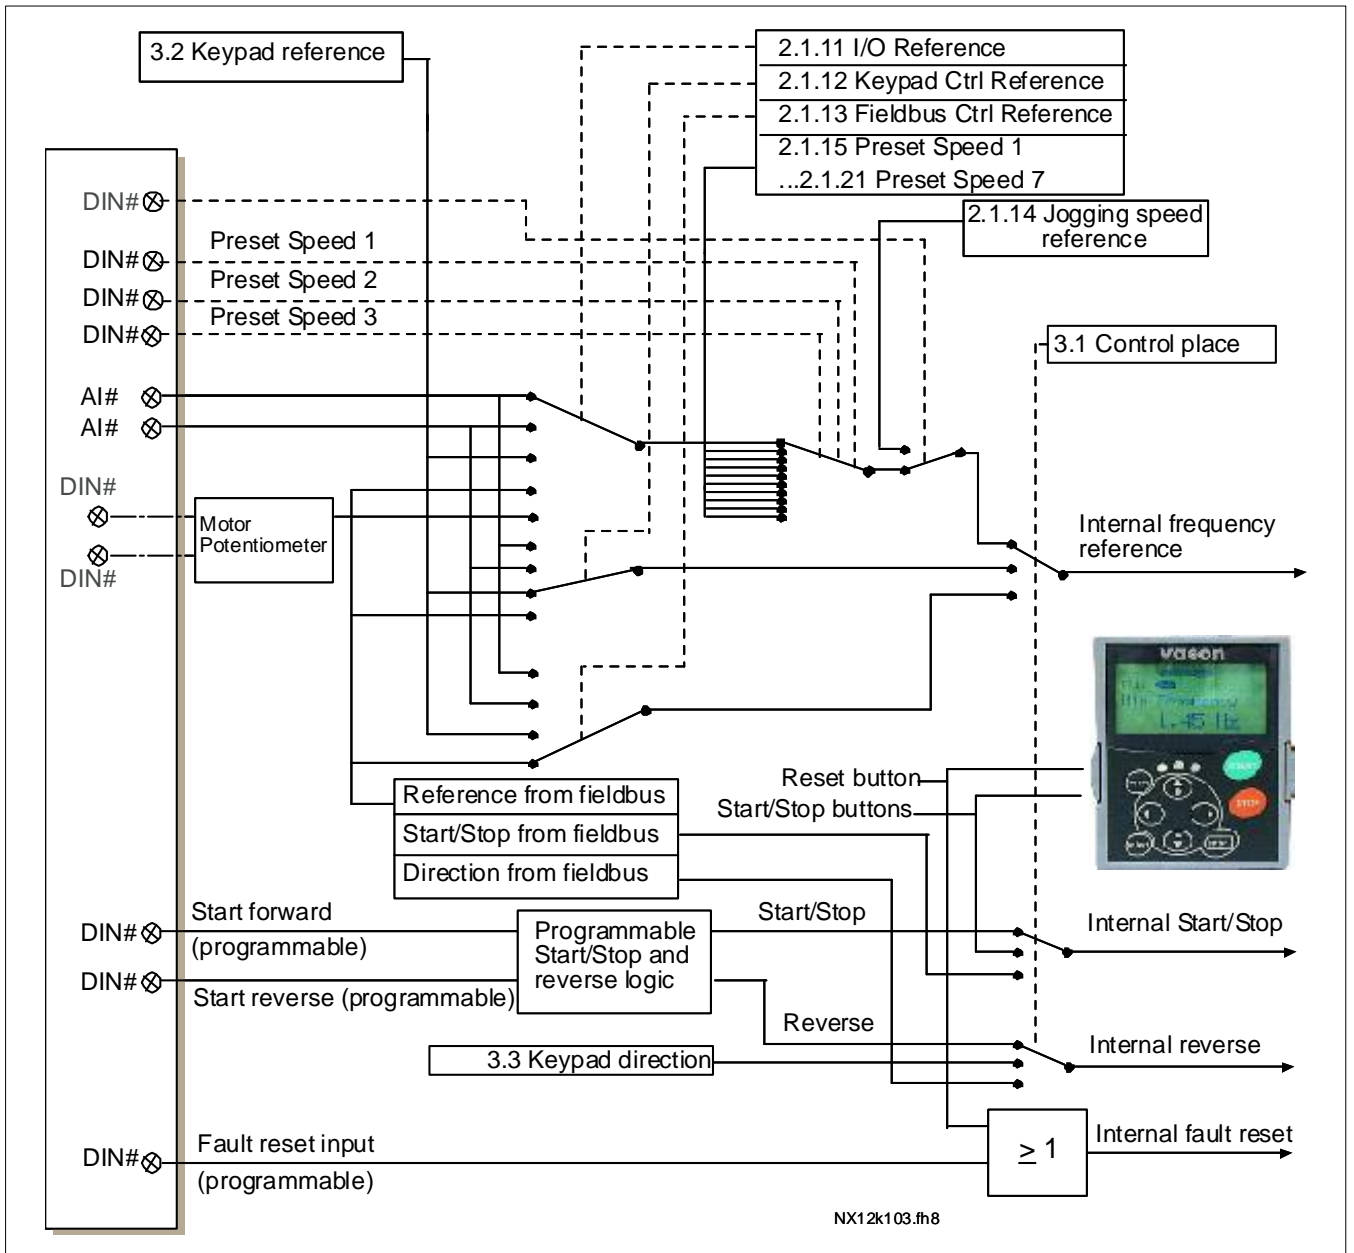 3.2 Keypad reference
2.1.11 I/O Reference
2.1.12 Keypad Ctrl Reference
2.1.13 Fieldbus Ctrl Reference
2.1.15 Preset Speed 1
...2.1.21 Preset Speed 7
2.1.14 Jogging speed
reference
3.1 Control place
DIN#
DIN#
Preset Speed 1
DIN#
Preset Speed 2
DIN#
Preset Speed 3
AI#
AI#
DIN#
DIN#
Motor
Potentiometer
Internal frequency
reference
vacon
Reset button
Start/Stop buttons
Reference from fieldbus
Start/Stop from fieldbus
Direction from fieldbus
DIN#
Start forward
(programmable)
DIN#
Start reverse (programmable)
Programmable
Start/Stop and
reverse logic
Start/Stop
Reverse
3.3 Keypad direction
Internal Start/Stop
Internal reverse
DIN#
Fault reset input
(programmable)
≥ 1
Internal fault reset
NX12k103.fh8